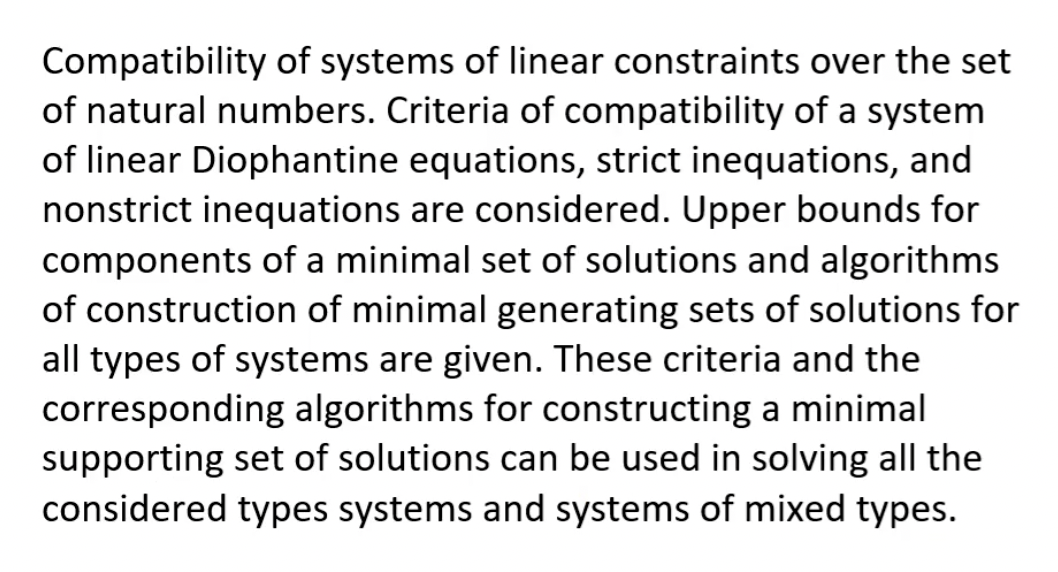 Compatibility of systems of linear constraints over the set
of natural numbers. Criteria of compatibility of a system
of linear Diophantine equations, strict inequations, and
nonstrict inequations are considered. Upper bounds for
components of a minimal set of solutions and algorithms
of construction of minimal generating sets of solutions for
all types of systems are given. These criteria and the
corresponding algorithms for constructing a minimal
supporting set of solutions can be used in solving all the
considered types systems and systems of mixed types.